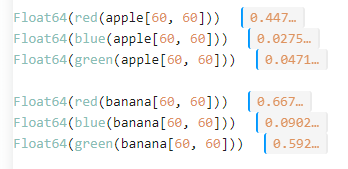 Float64(red(apple[60, 60])) 0.447…
Float64(blue(apple[60, 60])) 0.0275…
Float64(green(apple[60, 60])) 0.0471…
Float64(red(banana[60, 60])) 0.667…
Float64(blue(banana[60, 60])) 0.0902…
Float64(green(banana[60, 60])) 0.592…